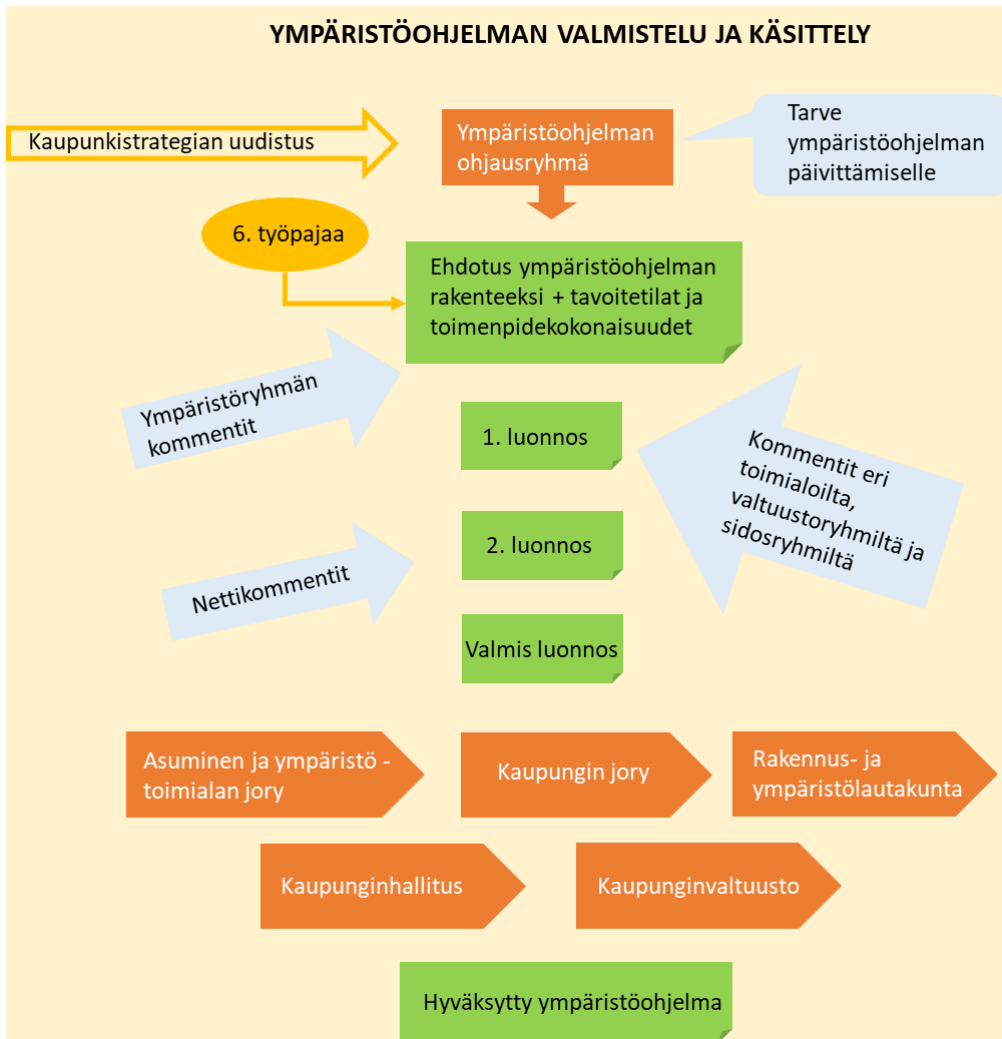 YMPÄRISTÖOHJELMAN VALMISTELU JA KÄSITTELY
Kaupunkistrategian uudistus
Ympäristöohjelman
ohjausryhmä
Tarve
ympäristöohjelman
päivittämiselle
6. työpajaa
Ehdotus ympäristöohjelman
rakenteeksi + tavoitetilat ja
toimenpidekokonaisuudet
Ympäristöryhmän
kommentit
1. luonnos
Kommentit eri
toimialoilta,
valtuustoryhmiltä ja
sidosryhmiltä
2. luonnos
Nettikommentit
Valmis luonnos
Asuminen ja ympäristö -
toimialan jory
Kaupungin jory
Rakennus- ja
ympäristölautakunta
Kaupunginhallitus
Kaupunginvaltuusto
Hyväksytty ympäristöohjelma